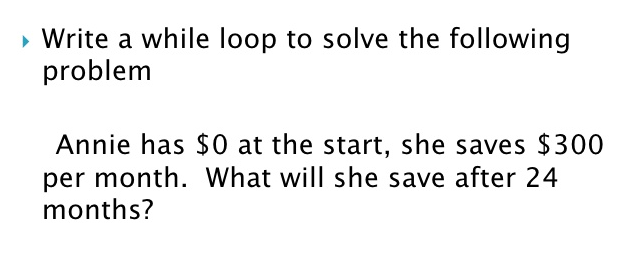 Write a while loop to solve the following
problem
Annie has $0 at the start, she saves $300
per month. What will she save after 24
months?